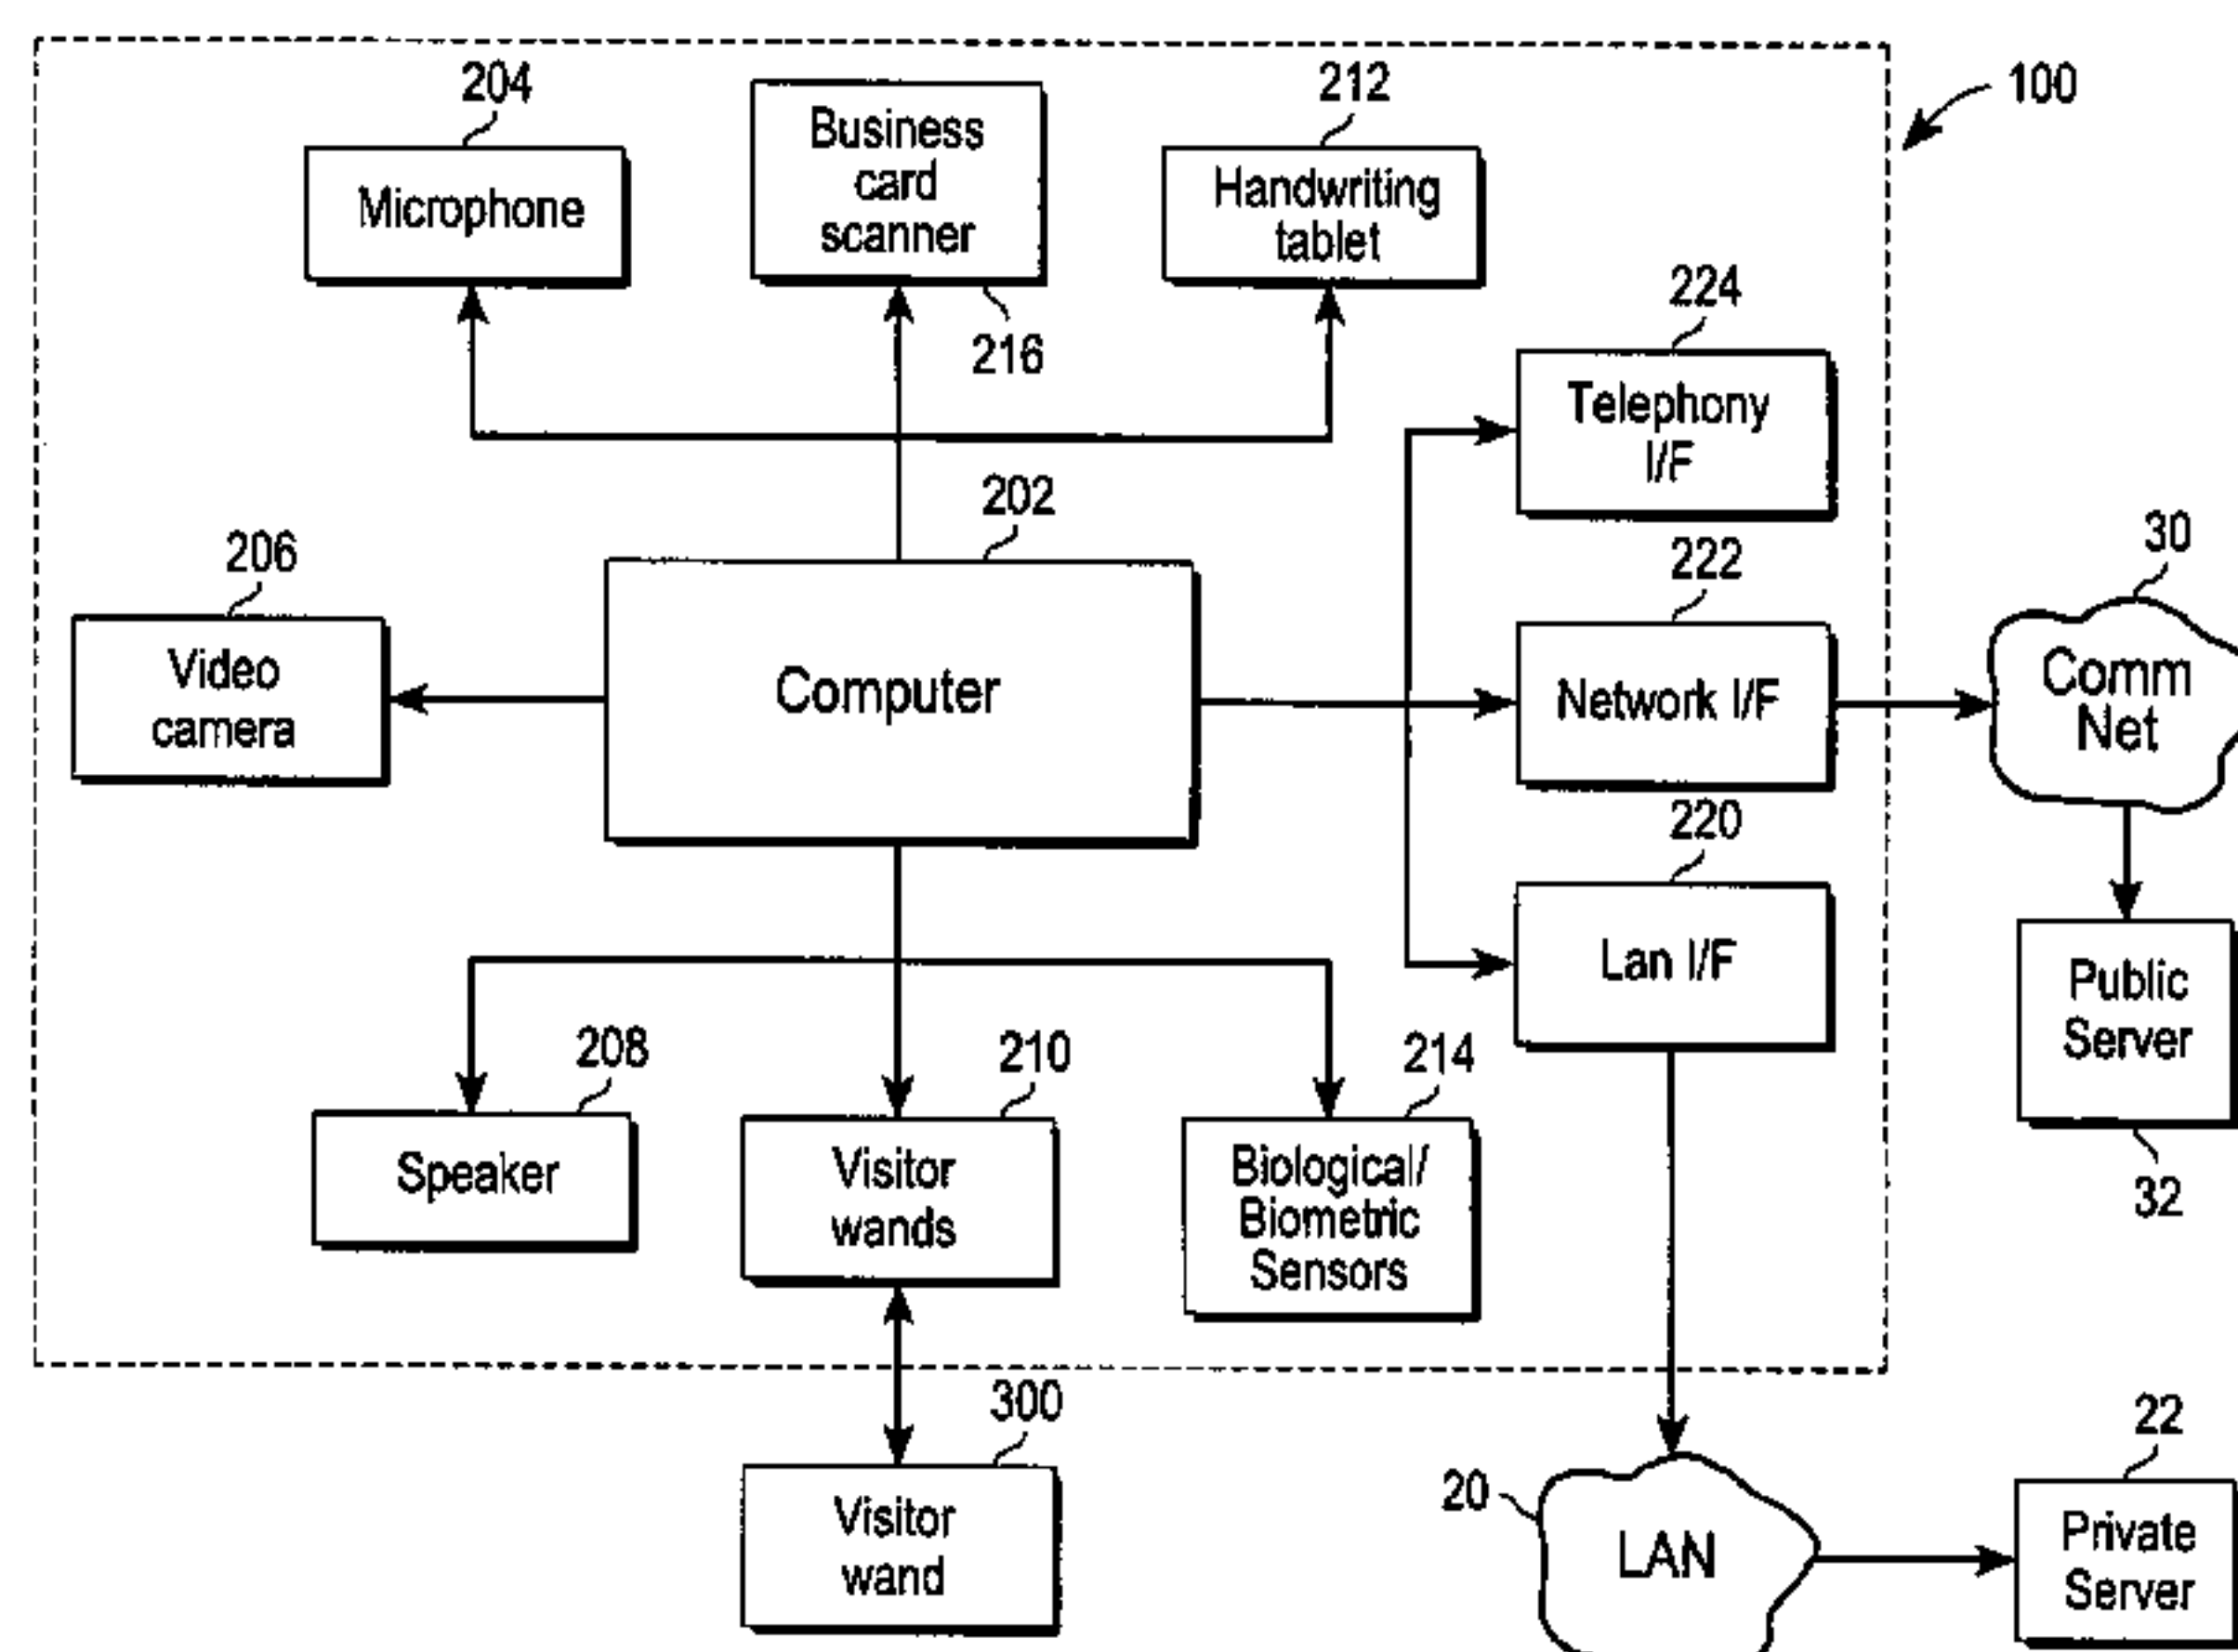 204
Microphone
Business
card
scanner
216
212
Handwriting
tablet
100
224
Telephony
I/F
202
Computer
206
Video
camera
222
Network I/F
30
Comm
Net
220
Lan I/F
Public
Server
32
208
Speaker
210
Visitor
wands
214
Biological/
Biometric
Sensors
300
Visitor
wand
20
LAN
22
Private
Server